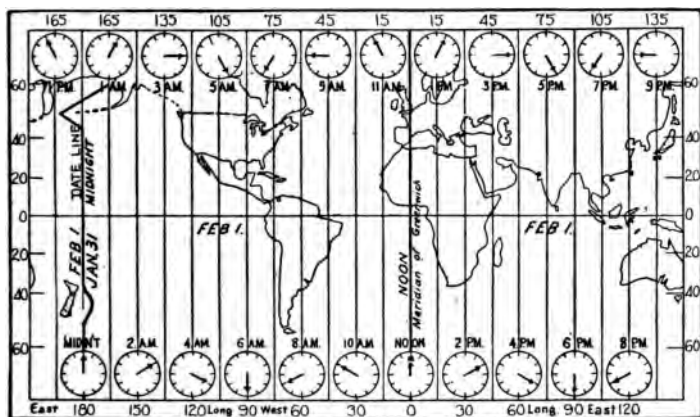 165 165 135 105 75 45 15 15 45 75 105 135
P.M. 1 A.M. 3 A.M. 5 A.M. 7 A.M. 9 A.M. 11 A.M. 1 P.M. 3 P.M. 5 P.M. 7 P.M. 9 P.M.
60 60
40 40
20 20
0 0
20 20
40 40
60 60
DATE LINE
MIDNIGHT
FEB 1.
JAN. 31
FEB 1.
NOON
Meridian of Greenwich
FEB 1.
MIDN'T 2 A.M. 4 A.M. 6 A.M. 8 A.M. 10 A.M. NOON 2 P.M. 4 P.M. 6 P.M. 8 P.M.
East 180 150 120 Long 90 West 60 30 0 30 60 Long. 90 East 120